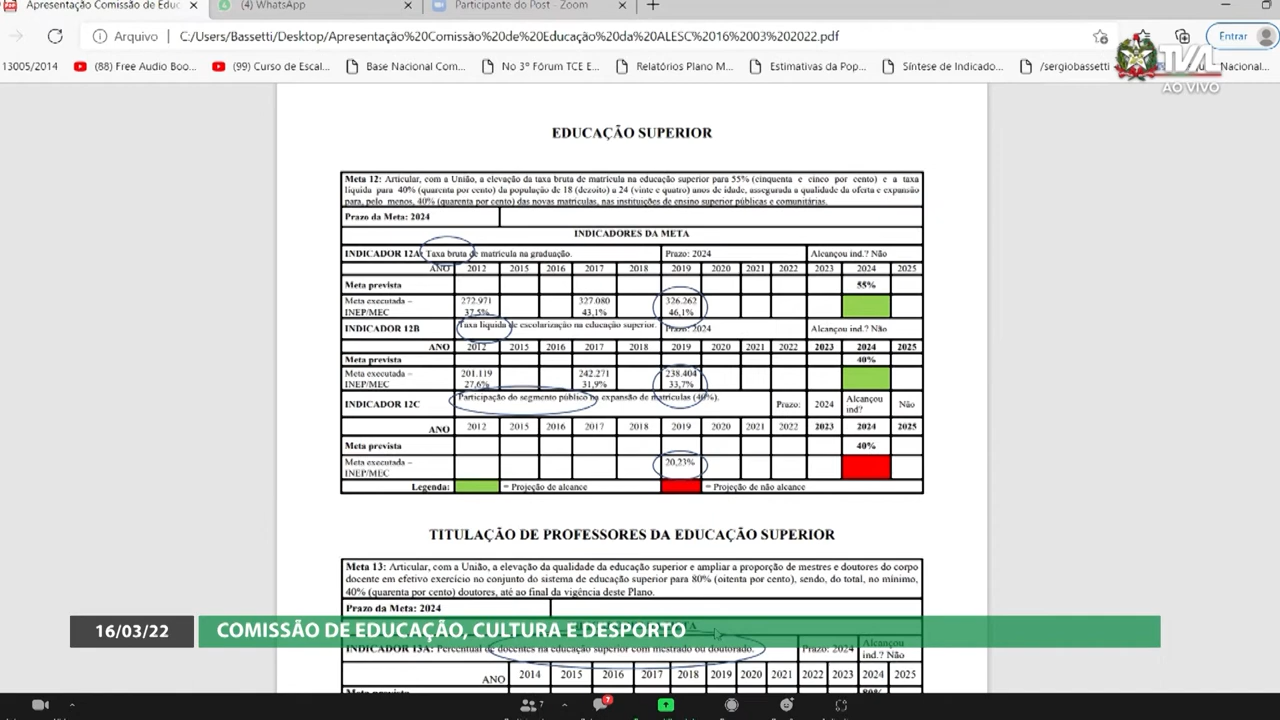 Apresentação Comissão de Educ
(4) WhatsApp
Participante do Post - Zoom
Arquivo C:/Users/Bassetti/Desktop/Apresentação%20Comissão%20de%20Educação%20da%20ALESC%2016%2003%202022.pdf Entrar
13005/2014 (88) Free Audio Boo... (99) Curso de Escal... Base Nacional Com... No 3º Fórum TCE E... Relatórios Plano M... Estimativas da Pop... Síntese de Indicado... /sergiobassetti Nacional...
TVAL
AO VIVO
EDUCAÇÃO SUPERIOR
Meta 12: Articular, com a União, a elevação da taxa bruta de matrícula na educação superior para 55% (cinquenta e cinco por cento) e a taxa
líquida para 40% (quarenta por cento) da população de 18 (dezoito) a 24 (vinte e quatro) anos de idade, assegurada a qualidade da oferta e expansão
para, pelo menos, 40% (quarenta por cento) das novas matrículas, nas instituições de ensino superior públicas e comunitárias.
Prazo da Meta: 2024
INDICADORES DA META
INDICADOR 12A: Taxa bruta de matrícula na graduação. Prazo: 2024 Alcançou ind.? Não
ANO 2012 2015 2016 2017 2018 2019 2020 2021 2022 2023 2024 2025
Meta prevista 55%
Meta executada – 272.971 327.080 326.262
INEP/MEC 37,5% 43,1% 46,1%
INDICADOR 12B Taxa líquida de escolarização na educação superior. Prazo: 2024 Alcançou ind.? Não
ANO 2012 2015 2016 2017 2018 2019 2020 2021 2022 2023 2024 2025
Meta prevista 40%
Meta executada – 201.119 242.271 238.404
INEP/MEC 27,6% 31,9% 33,7%
INDICADOR 12C Participação do segmento público na expansão de matrículas (40%). Prazo: 2024 Alcançou ind.? Não
ANO 2012 2015 2016 2017 2018 2019 2020 2021 2022 2023 2024 2025
Meta prevista 40%
Meta executada – 20,23%
INEP/MEC
Legenda: = Projeção de alcance = Projeção de não alcance
TITULAÇÃO DE PROFESSORES DA EDUCAÇÃO SUPERIOR
Meta 13: Articular, com a União, a elevação da qualidade da educação superior e ampliar a proporção de mestres e doutores do corpo
docente em efetivo exercício no conjunto do sistema de educação superior para 80% (oitenta por cento), sendo, do total, no mínimo,
40% (quarenta por cento) doutores, até ao final da vigência deste Plano.
Prazo da Meta: 2024
16/03/22 COMISSÃO DE EDUCAÇÃO, CULTURA E DESPORTO
INDICADOR 13A: Percentual de docentes na educação superior com mestrado ou doutorado. Prazo: 2024 Alcançou ind.? Não
ANO 2014 2015 2016 2017 2018 2019 2020 2021 2022 2023 2024 2025
7 7